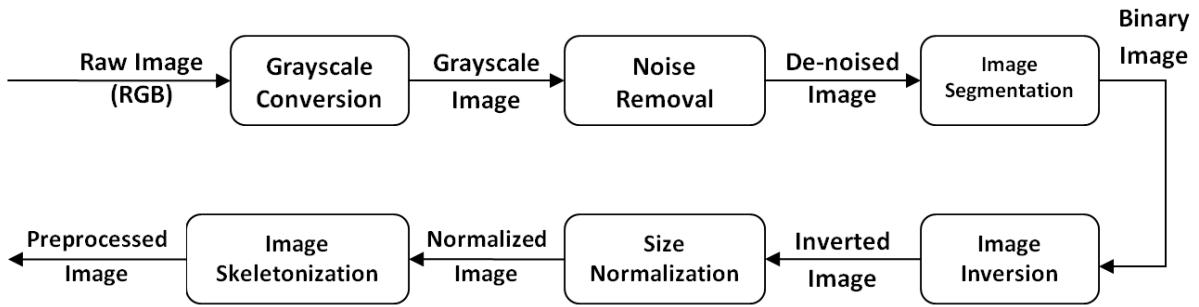 Raw Image
(RGB)
Grayscale
Conversion
Grayscale
Image
Noise
Removal
De-noised
Image
Image
Segmentation
Binary
Image
Image
Inversion
Inverted
Image
Size
Normalization
Normalized
Image
Image
Skeletonization
Preprocessed
Image